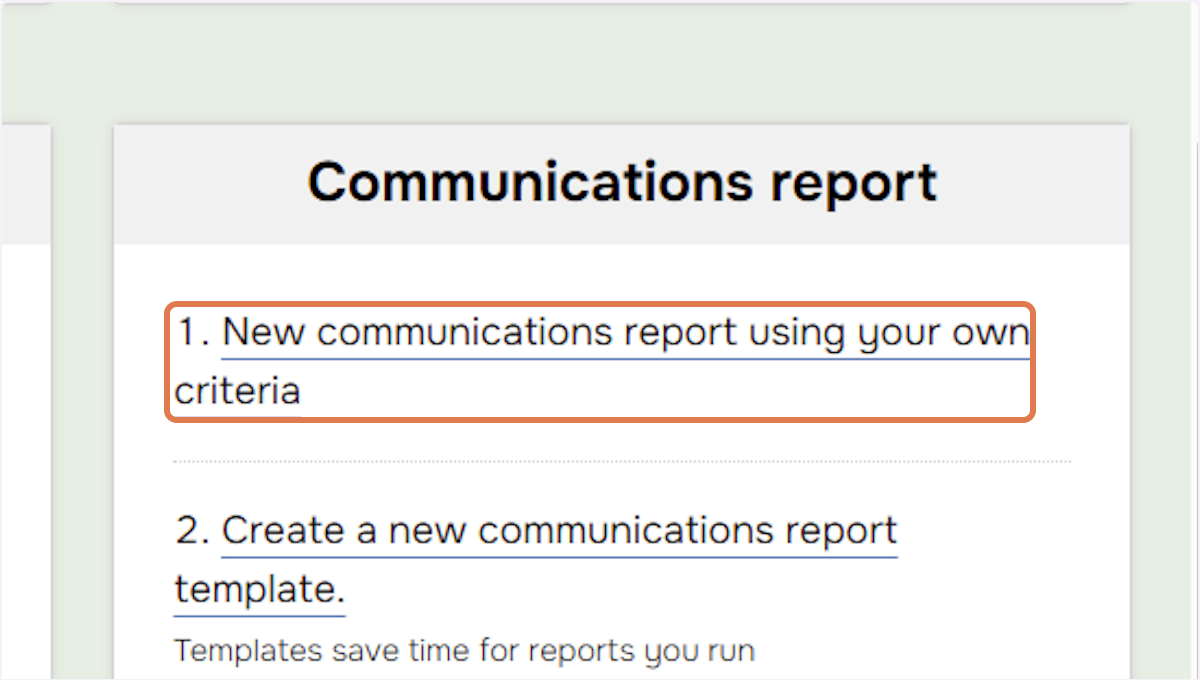 Communications report
1. New communications report using your own
criteria
2. Create a new communications report
template.
Templates save time for reports you run